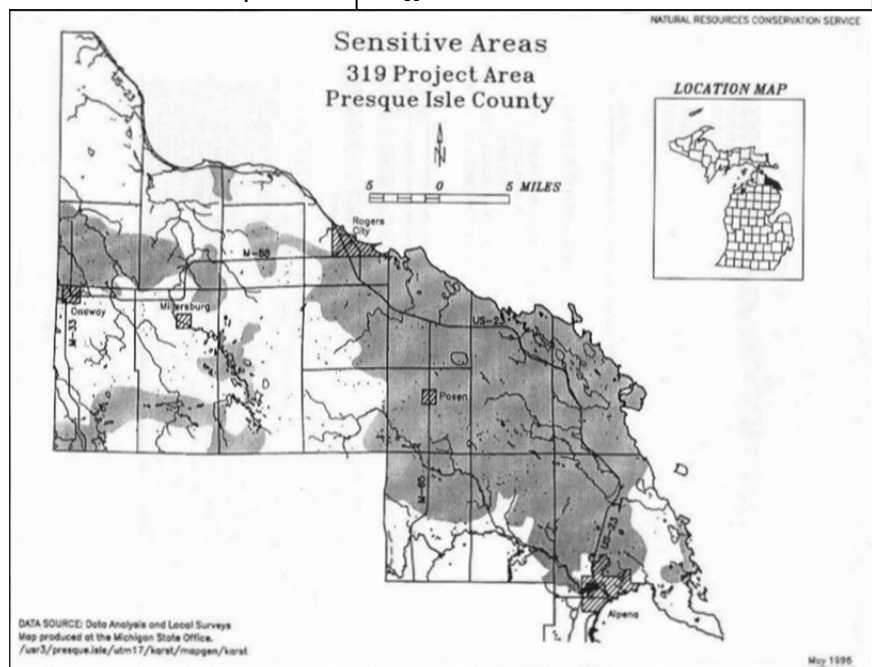 NATURAL RESOURCES CONSERVATION SERVICE
Sensitive Areas
319 Project Area
Presque Isle County
LOCATION MAP
N
5 0 5 MILES
US-23
Rogers
City
M-68
Onaway
Millersburg
M-33
US-23
Posen
M-65
US-23
Alpena
DATA SOURCE: Data Analysis and Local Surveys
Map produced at the Michigan State Office.
/usr3/presque.isle/utm17/karst/mapgen/karst
May 1996